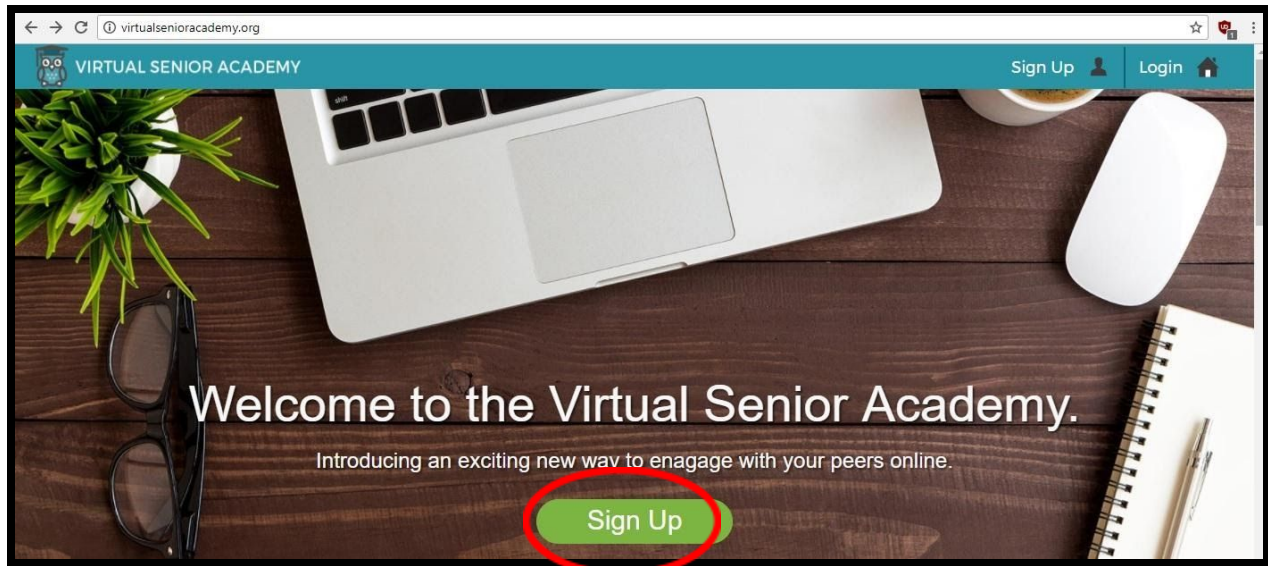 virtualsenioracademy.org
1
VIRTUAL SENIOR ACADEMY
Sign Up
Login
shift
Welcome to the Virtual Senior Academy.
Introducing an exciting new way to enagage with your peers online.
Sign Up